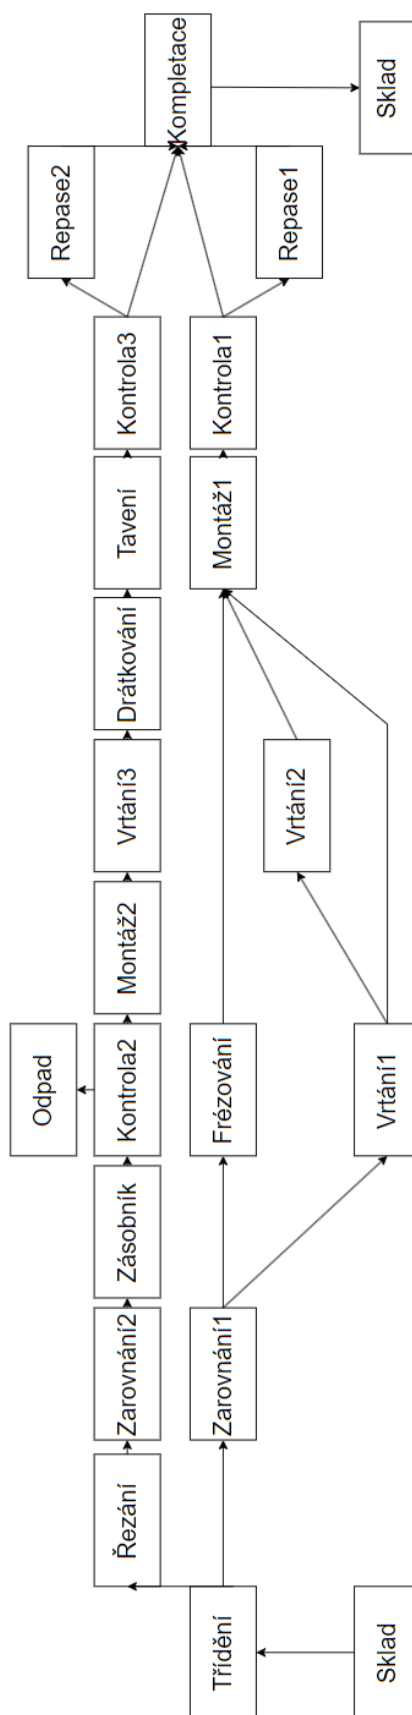 Sklad
Třídění
Řezání
Zarovnání2
Zásobník
Kontrola2
Odpad
Montáž2
Vrtání3
Drátkování
Tavení
Kontrola3
Repase2
Zarovnání1
Frézování
Vrtání1
Vrtání2
Montáž1
Kontrola1
Repase1
Kompletace
Sklad